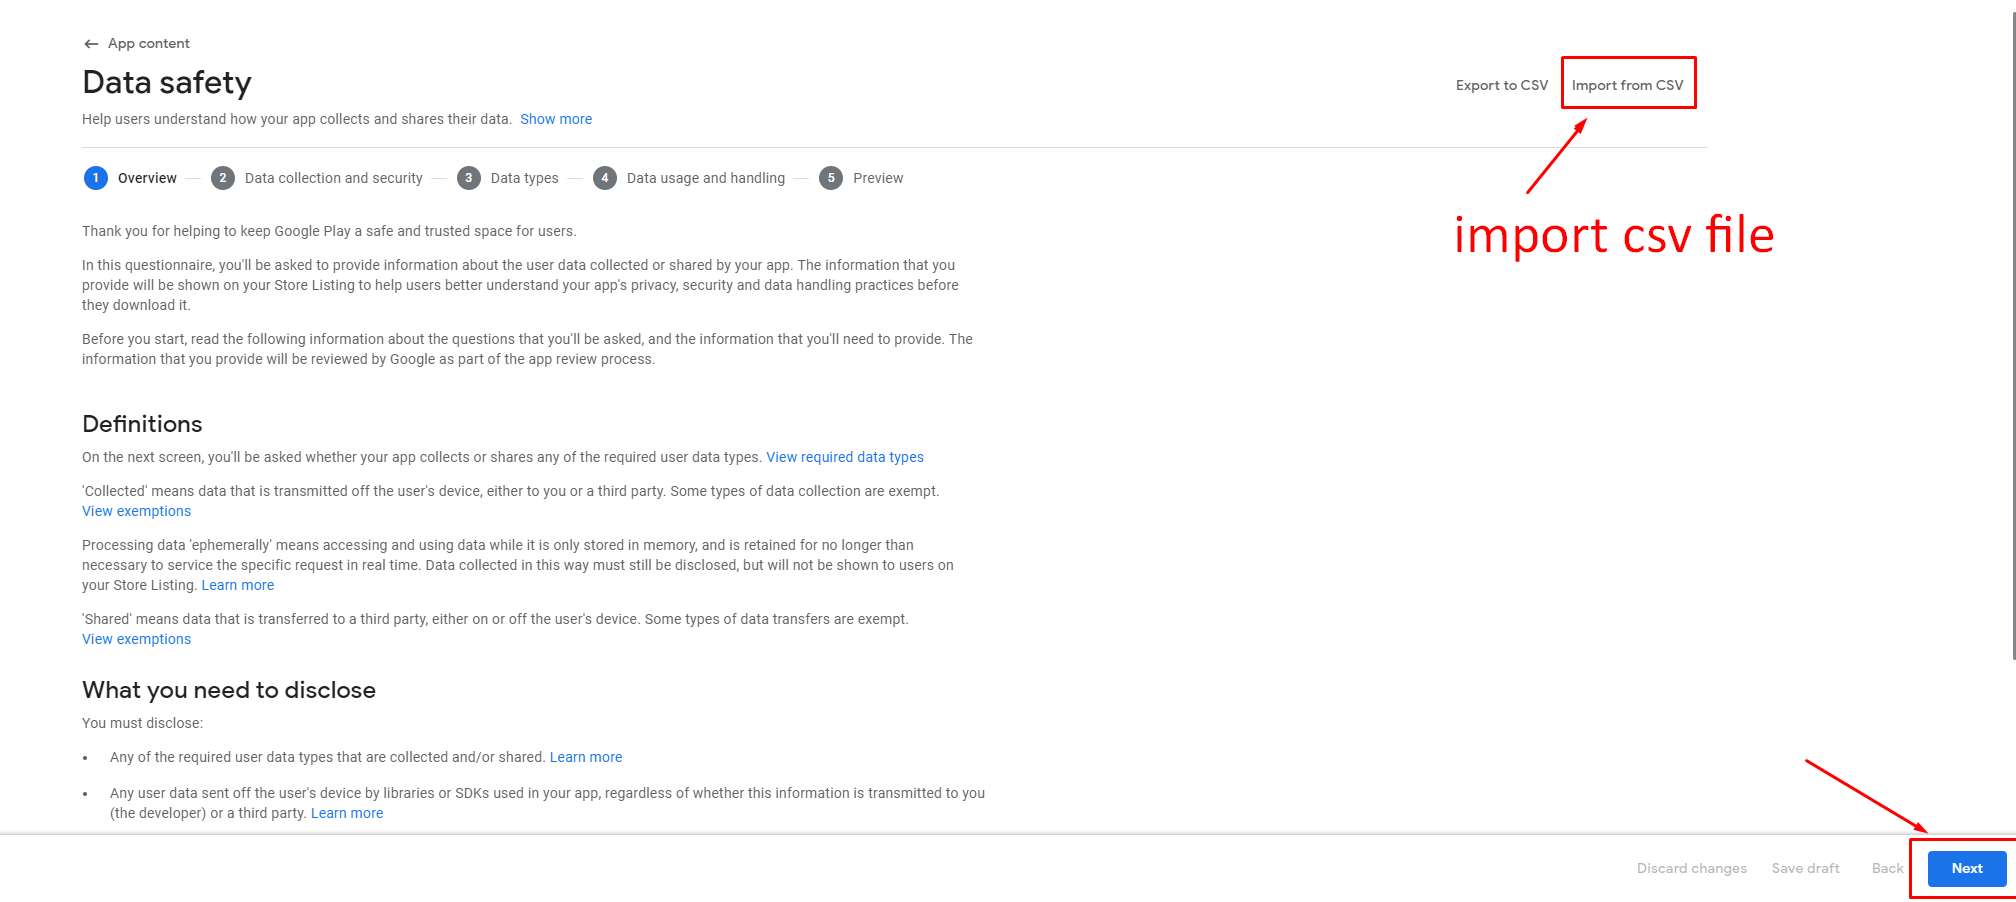 App content
Data safety
Export to CSV
Import from CSV
Help users understand how your app collects and shares their data. Show more
1 Overview 2 Data collection and security 3 Data types 4 Data usage and handling 5 Preview
import csv file
Thank you for helping to keep Google Play a safe and trusted space for users.
In this questionnaire, you'll be asked to provide information about the user data collected or shared by your app. The information that you
provide will be shown on your Store Listing to help users better understand your app's privacy, security and data handling practices before
they download it.
Before you start, read the following information about the questions that you'll be asked, and the information that you'll need to provide. The
information that you provide will be reviewed by Google as part of the app review process.
Definitions
On the next screen, you'll be asked whether your app collects or shares any of the required user data types. View required data types
'Collected' means data that is transmitted off the user's device, either to you or a third party. Some types of data collection are exempt.
View exemptions
Processing data 'ephemerally' means accessing and using data while it is only stored in memory, and is retained for no longer than
necessary to service the specific request in real time. Data collected in this way must still be disclosed, but will not be shown to users on
your Store Listing. Learn more
'Shared' means data that is transferred to a third party, either on or off the user's device. Some types of data transfers are exempt.
View exemptions
What you need to disclose
You must disclose:
• Any of the required user data types that are collected and/or shared. Learn more
• Any user data sent off the user's device by libraries or SDKs used in your app, regardless of whether this information is transmitted to you
(the developer) or a third party. Learn more
Discard changes Save draft Back Next